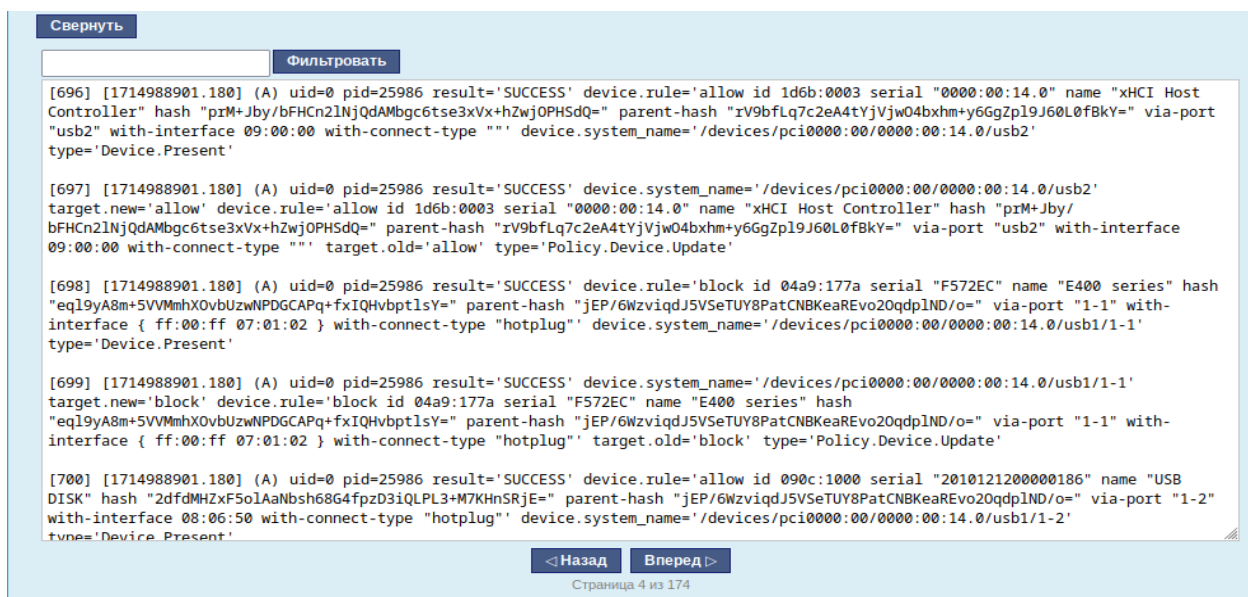 Свернуть
Фильтровать
[696] [1714988901.180] (A) uid=0 pid=25986 result='SUCCESS' device.rule='allow id 1d6b:0003 serial "0000:00:14.0" name "xHCI Host
Controller" hash "prM+Jby/bFHCn2lNjQdAMbgc6tse3xVx+hZwjOPHSdQ=" parent-hash "rV9bfLq7c2eA4tYjVjwO4bxhm+y6GgZpl9J60L0fBkY=" via-port
"usb2" with-interface 09:00:00 with-connect-type ""' device.system_name='/devices/pci0000:00/0000:00:14.0/usb2'
type='Device.Present'
[697] [1714988901.180] (A) uid=0 pid=25986 result='SUCCESS' device.system_name='/devices/pci0000:00/0000:00:14.0/usb2'
target.new='allow' device.rule='allow id 1d6b:0003 serial "0000:00:14.0" name "xHCI Host Controller" hash "prM+Jby/
bFHCn2lNjQdAMbgc6tse3xVx+hZwjOPHSdQ=" parent-hash "rV9bfLq7c2eA4tYjVjwO4bxhm+y6GgZpl9J60L0fBkY=" via-port "usb2" with-interface
09:00:00 with-connect-type ""' target.old='allow' type='Policy.Device.Update'
[698] [1714988901.180] (A) uid=0 pid=25986 result='SUCCESS' device.rule='block id 04a9:177a serial "F572EC" name "E400 series" hash
"eql9yA8m+5VVMmhXOvbUzwNPDGCAPq+fxIQHvbptlsY=" parent-hash "jEP/6WzviqdJ5VSeTUY8PatCNBKeaREvo2OqdplND/o=" via-port "1-1" with-
interface { ff:00:ff 07:01:02 } with-connect-type "hotplug"' device.system_name='/devices/pci0000:00/0000:00:14.0/usb1/1-1'
type='Device.Present'
[699] [1714988901.180] (A) uid=0 pid=25986 result='SUCCESS' device.system_name='/devices/pci0000:00/0000:00:14.0/usb1/1-1'
target.new='block' device.rule='block id 04a9:177a serial "F572EC" name "E400 series" hash
"eql9yA8m+5VVMmhXOvbUzwNPDGCAPq+fxIQHvbptlsY=" parent-hash "jEP/6WzviqdJ5VSeTUY8PatCNBKeaREvo2OqdplND/o=" via-port "1-1" with-
interface { ff:00:ff 07:01:02 } with-connect-type "hotplug"' target.old='block' type='Policy.Device.Update'
[700] [1714988901.180] (A) uid=0 pid=25986 result='SUCCESS' device.rule='allow id 090c:1000 serial "2010121200000186" name "USB
DISK" hash "2dfdMHZxF5olAaNbsh68G4fpzD3iQLPL3+M7KHnSRjE=" parent-hash "jEP/6WzviqdJ5VSeTUY8PatCNBKeaREvo2OqdplND/o=" via-port "1-2"
with-interface 08:06:50 with-connect-type "hotplug"' device.system_name='/devices/pci0000:00/0000:00:14.0/usb1/1-2'
type='Device.Present'
◁ Назад Вперед ▷
Страница 4 из 174